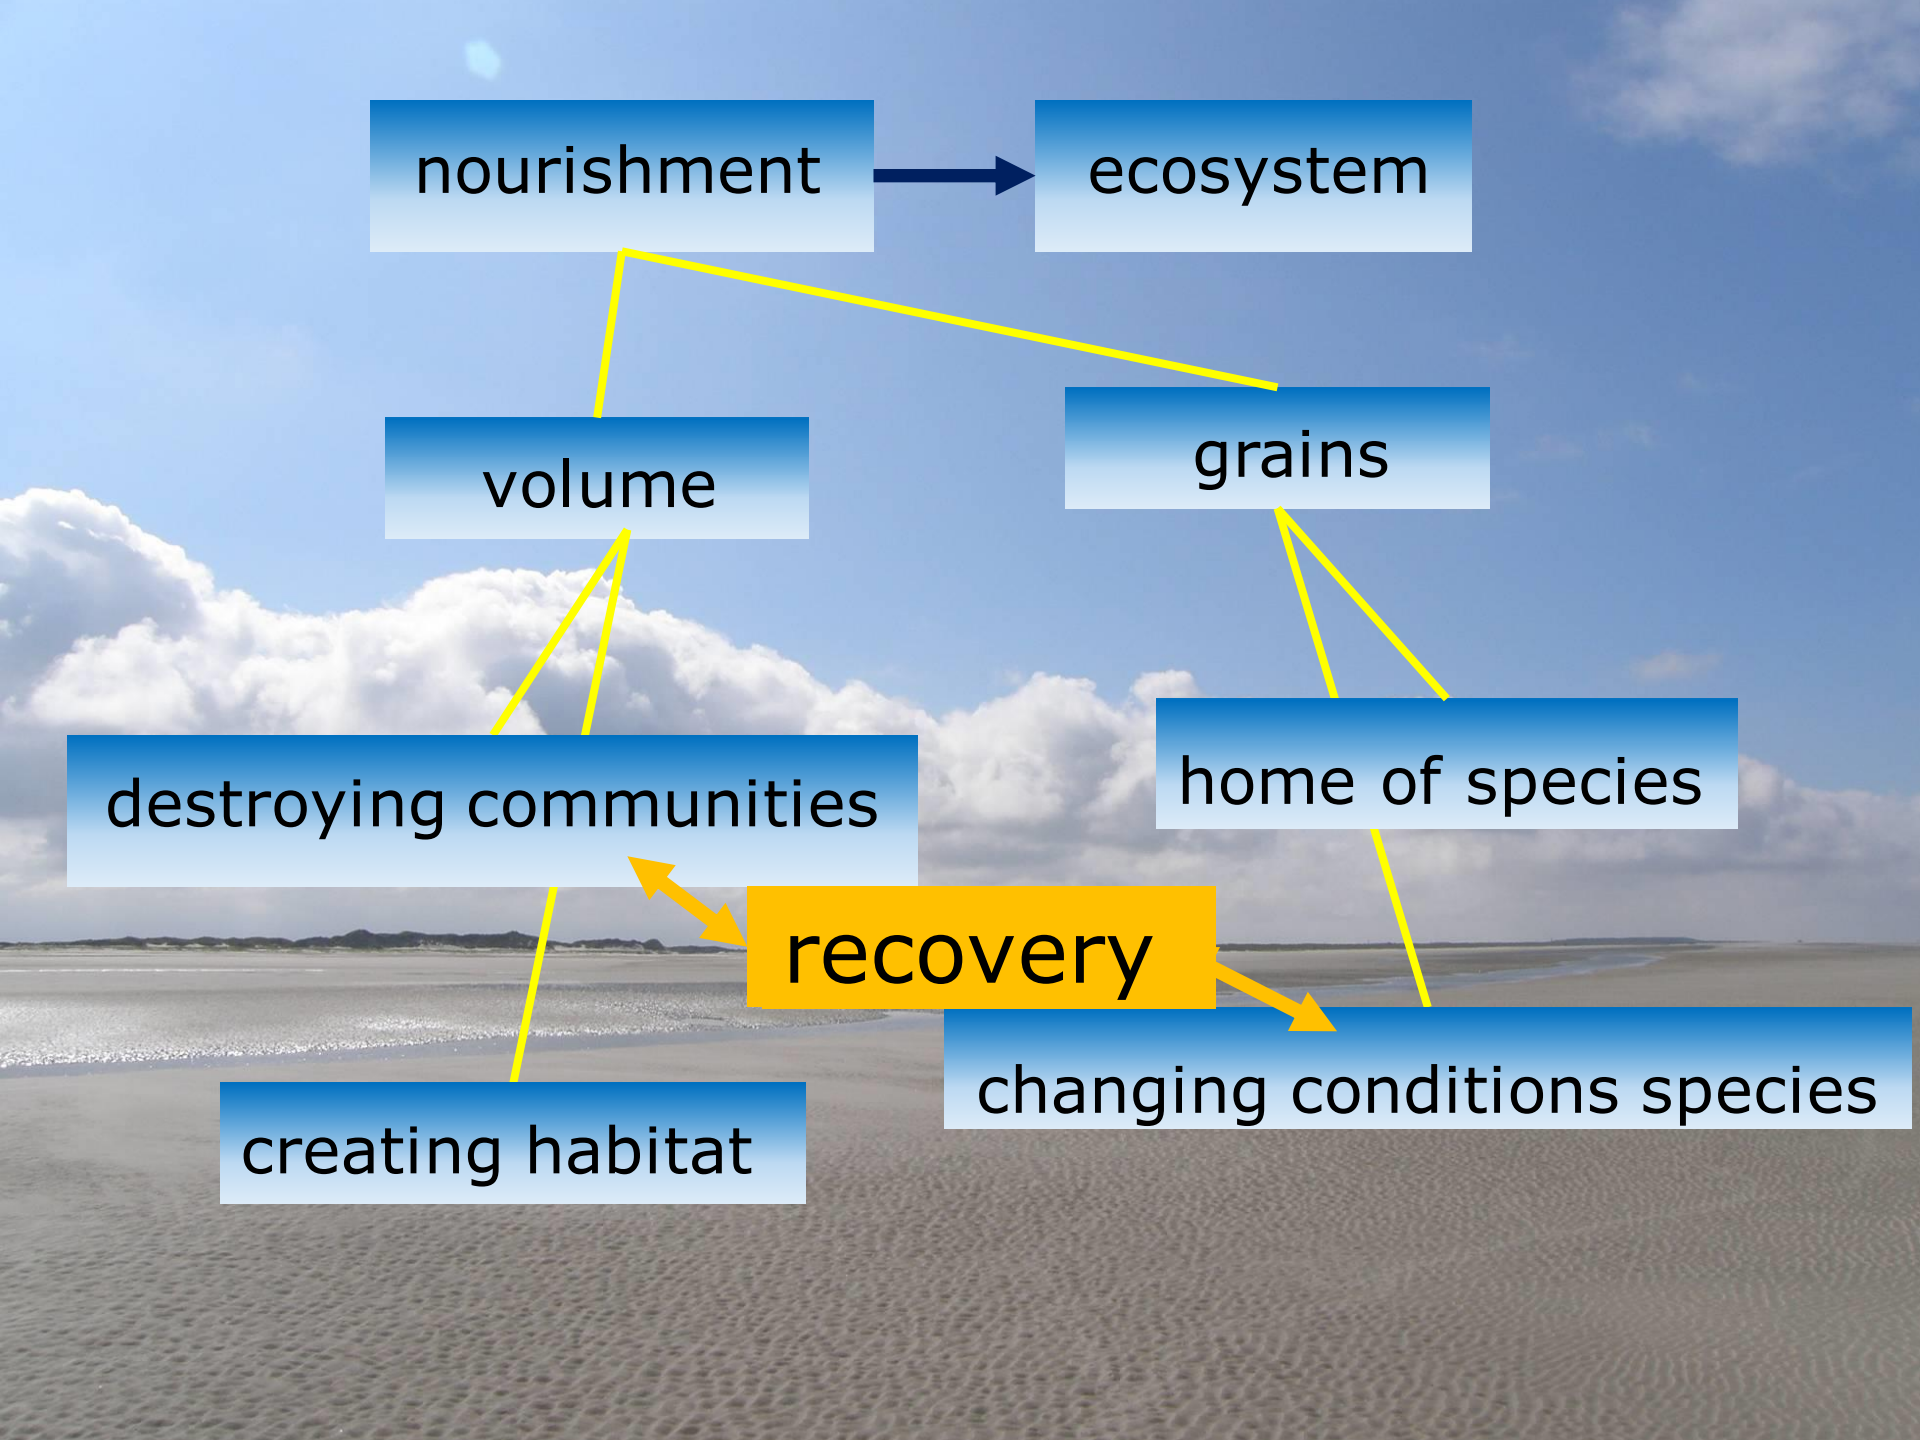 nourishment
ecosystem
volume
grains
destroying communities
home of species
recovery
changing conditions species
creating habitat